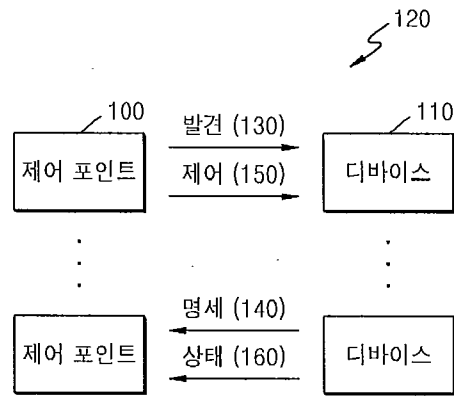 120
100
110
발견 (130)
제어 포인트
디바이스
제어 (150)
명세 (140)
제어 포인트
디바이스
상태 (160)